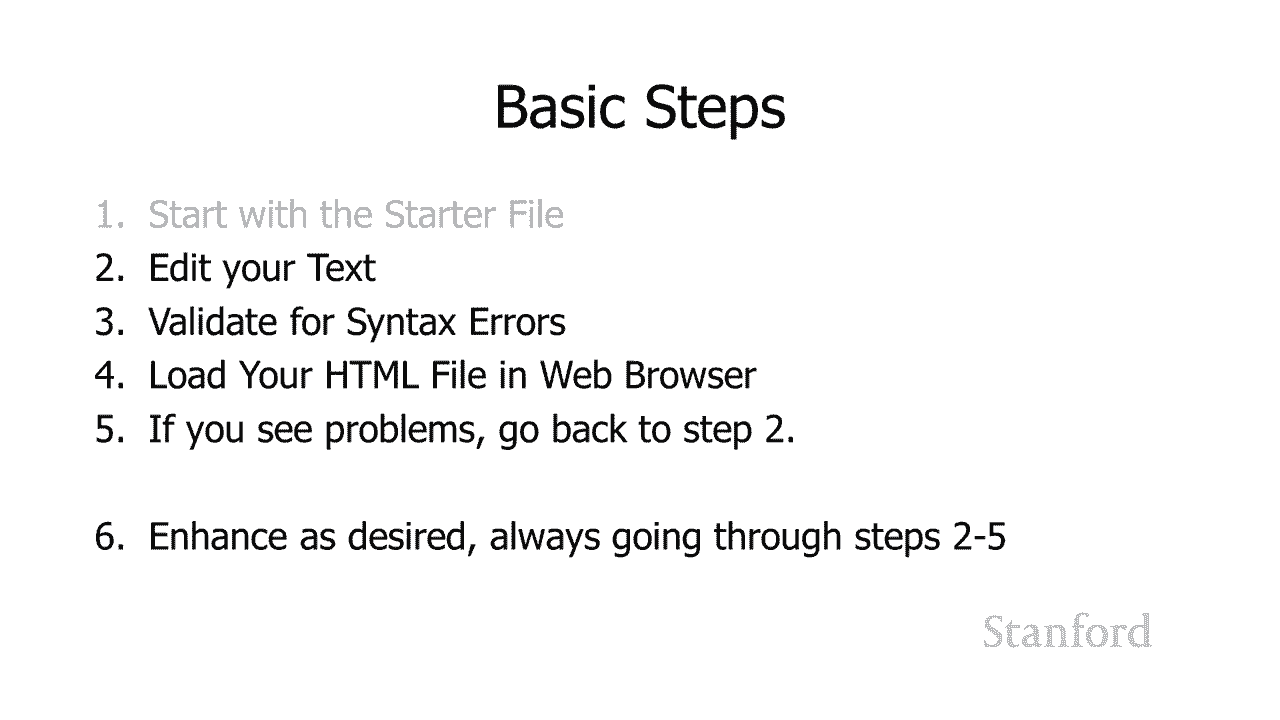 Basic Steps
1. Start with the Starter File
2. Edit your Text
3. Validate for Syntax Errors
4. Load Your HTML File in Web Browser
5. If you see problems, go back to step 2.
6. Enhance as desired, always going through steps 2-5
Stanford